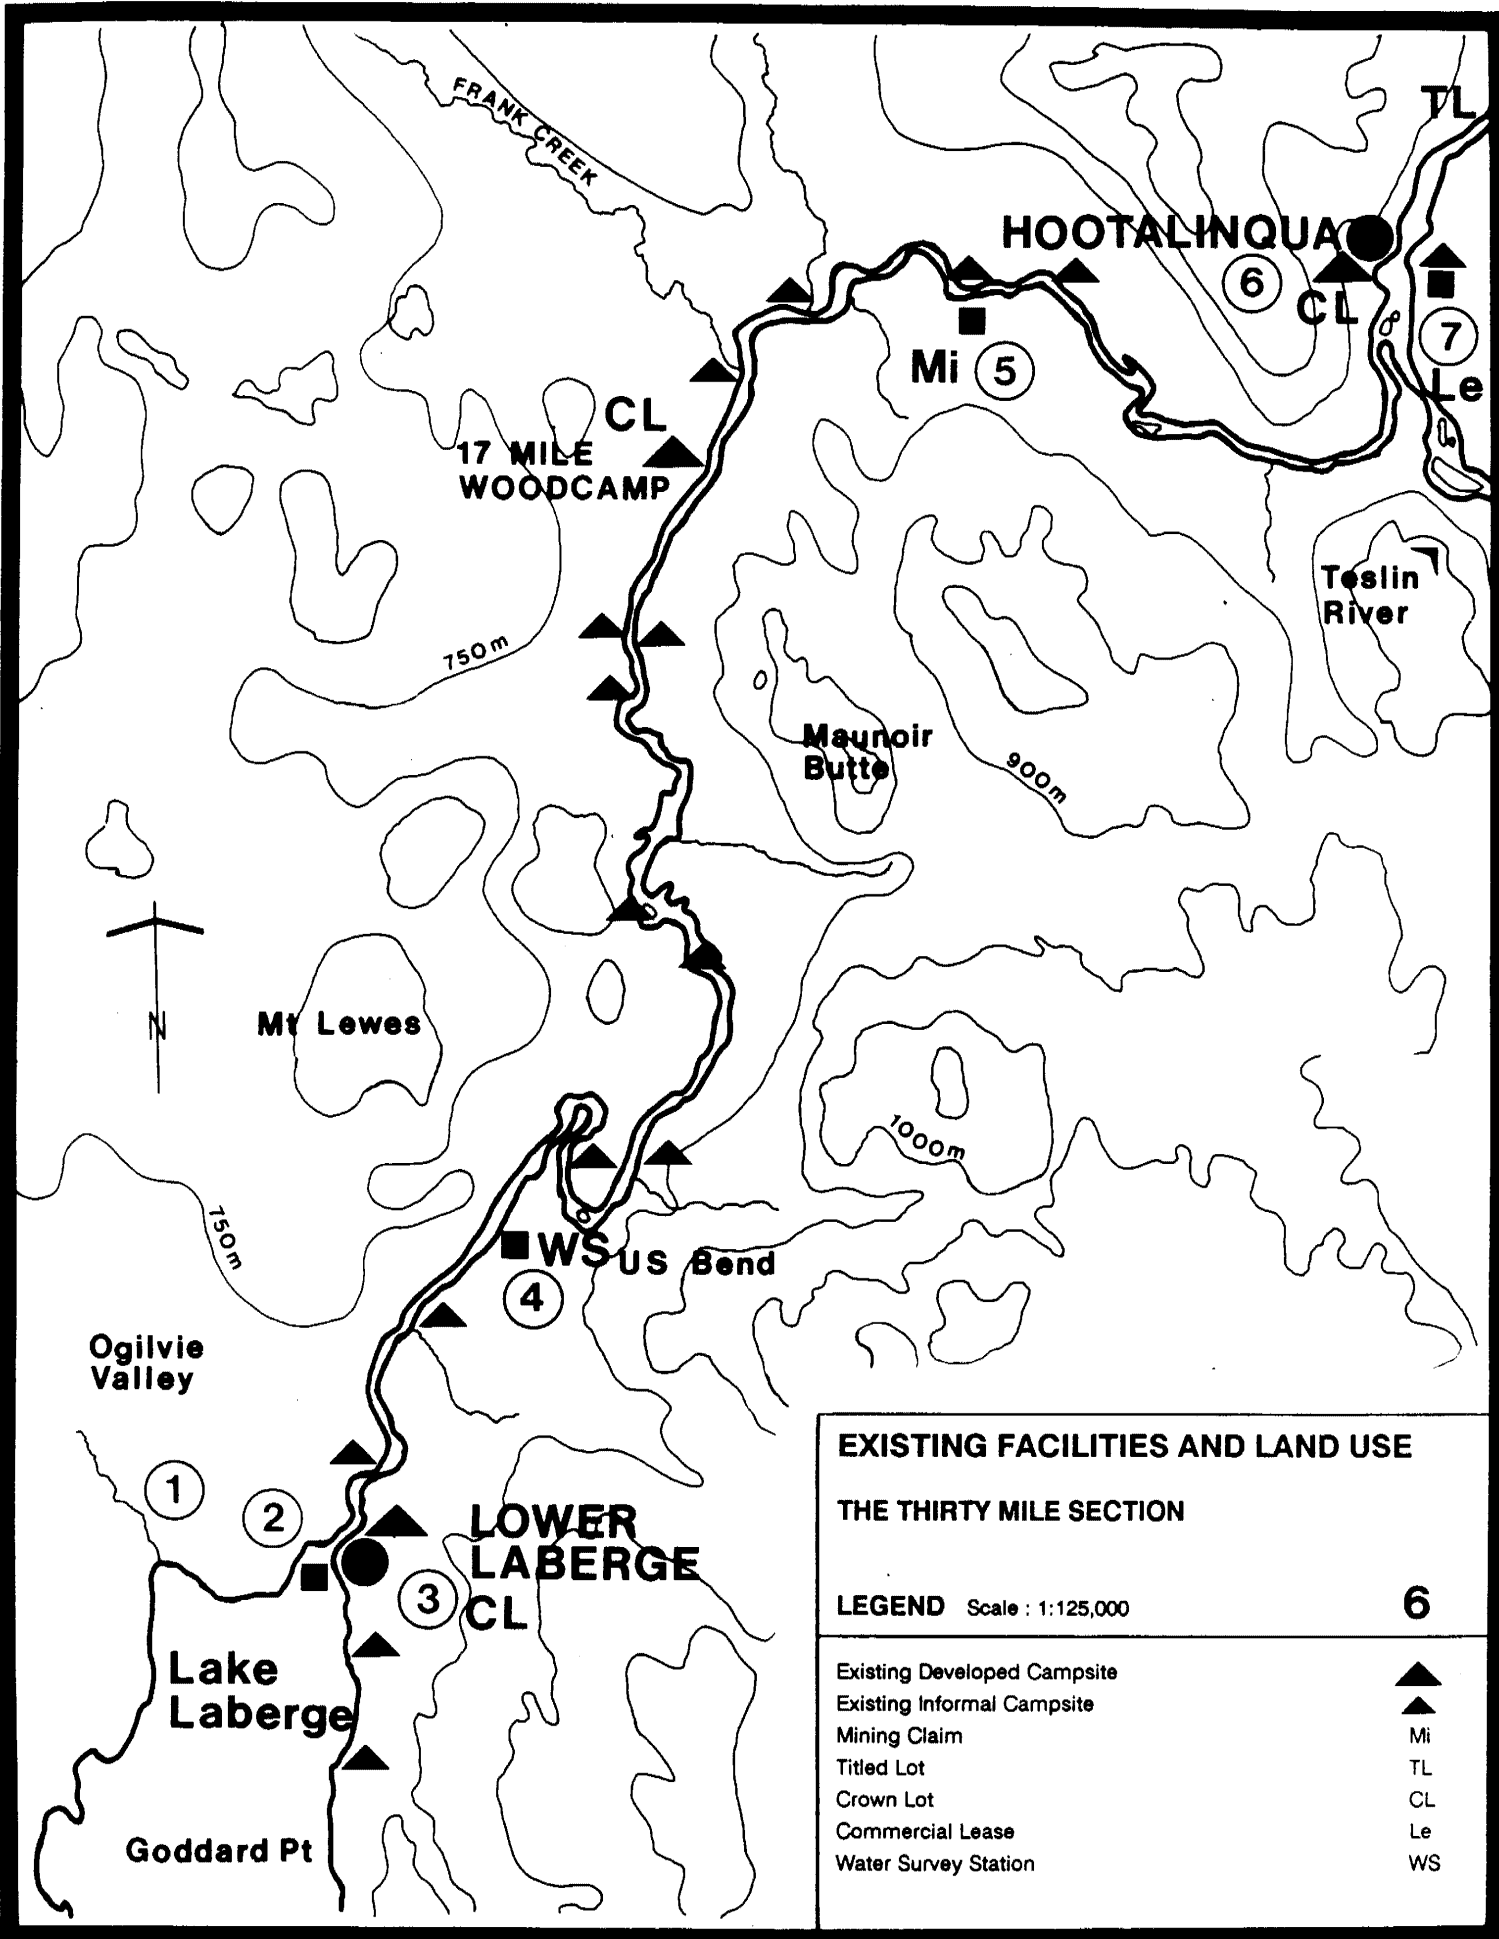 FRANK CREEK
TL
HOOTALINQUA
6
CL
7
Le
Mi
5
CL
17 MILE
WOODCAMP
Teslin
River
750m
Maunoir
Butte
900m
N
Mt Lewes
1000m
750m
WS
US Bend
4
Ogilvie
Valley
1
2
LOWER
LABERGE
3
CL
Lake
Laberge
Goddard Pt
EXISTING FACILITIES AND LAND USE
THE THIRTY MILE SECTION
LEGEND Scale : 1:125,000 6
Existing Developed Campsite
Existing Informal Campsite
Mining Claim Mi
Titled Lot TL
Crown Lot CL
Commercial Lease Le
Water Survey Station WS